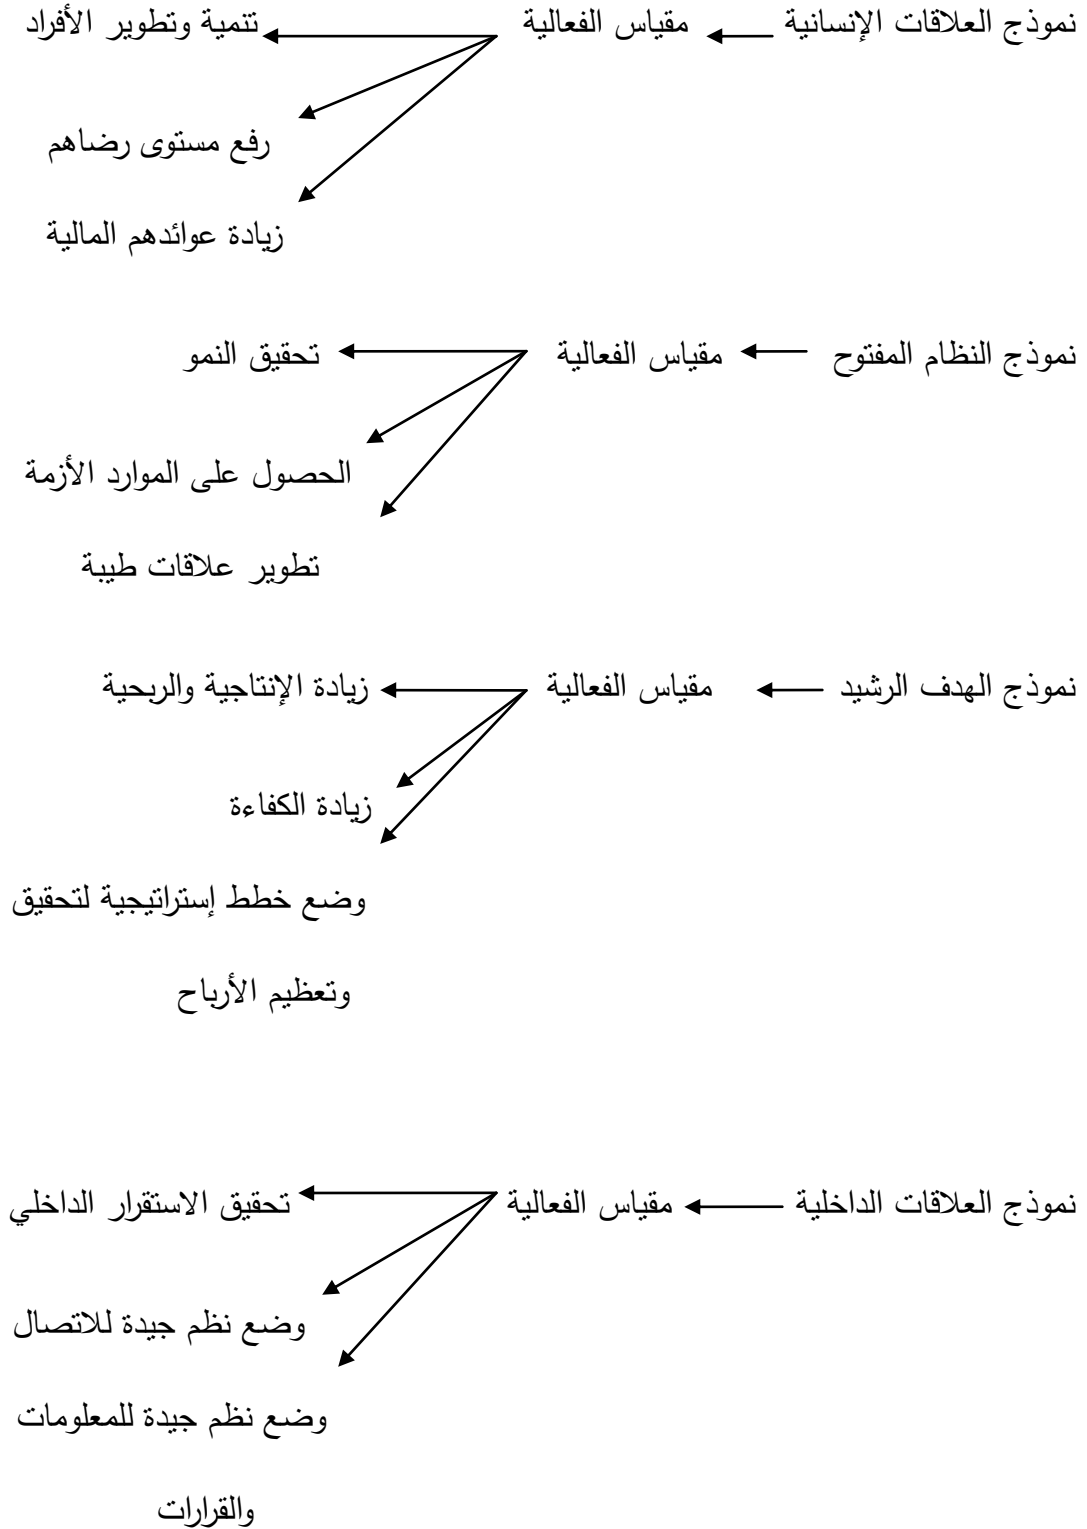 نموذج العلاقات الإنسانية مقياس الفعالية تنمية وتطوير الأفراد
رفع مستوى رضاهم
زيادة عوائدهم المالية
نموذج النظام المفتوح مقياس الفعالية تحقيق النمو
الحصول على الموارد الأزمة
تطوير علاقات طيبة
نموذج الهدف الرشيد مقياس الفعالية زيادة الإنتاجية والربحية
زيادة الكفاءة
وضع خطط إستراتيجية لتحقيق
وتعظيم الأرباح
نموذج العلاقات الداخلية مقياس الفعالية تحقيق الاستقرار الداخلي
وضع نظم جيدة للاتصال
وضع نظم جيدة للمعلومات
والقرارات